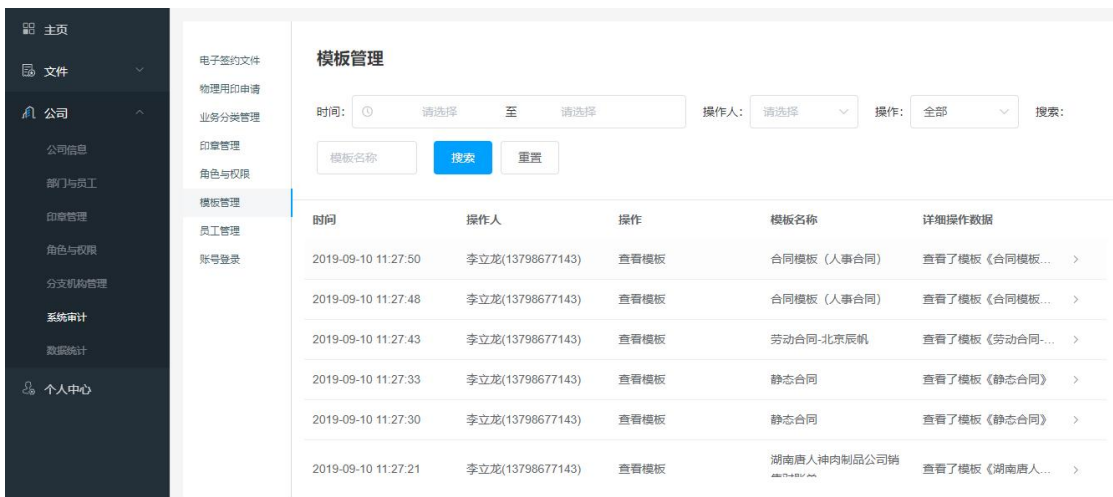 主页
文件
公司
公司信息
部门与员工
印章管理
角色与权限
分支机构管理
系统审计
数据统计
个人中心
电子签约文件
物理用印申请
业务分类管理
印章管理
角色与权限
模板管理
员工管理
账号登录
模板管理
时间： 请选择 至 请选择 操作人： 请选择 操作： 全部 搜索：
模板名称 搜索 重置
时间 操作人 操作 模板名称 详细操作数据
2019-09-10 11:27:50 李立龙(13798677143) 查看模板 合同模板（人事合同） 查看了模板《合同模板...
2019-09-10 11:27:48 李立龙(13798677143) 查看模板 合同模板（人事合同） 查看了模板《合同模板...
2019-09-10 11:27:43 李立龙(13798677143) 查看模板 劳动合同-北京辰帆 查看了模板《劳动合同-...
2019-09-10 11:27:33 李立龙(13798677143) 查看模板 静态合同 查看了模板《静态合同》
2019-09-10 11:27:30 李立龙(13798677143) 查看模板 静态合同 查看了模板《静态合同》
2019-09-10 11:27:21 李立龙(13798677143) 查看模板 湖南唐人神肉制品公司销 查看了模板《湖南唐人...